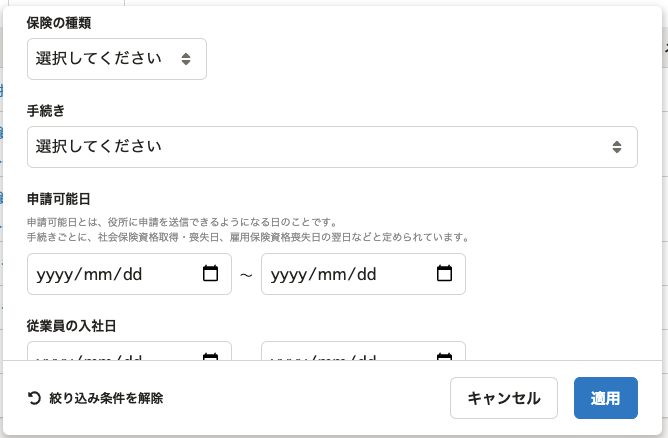 保険の種類
選択してください
手続き
選択してください
申請可能日
申請可能日とは、役所に申請を送信できるようになる日のことです。
手続きごとに、社会保険資格取得・喪失日、雇用保険資格喪失日の翌日などと定められています。
yyyy/mm/dd ～ yyyy/mm/dd
従業員の入社日
yyyy/mm/dd yyyy/mm/dd
絞り込み条件を解除 キャンセル 適用